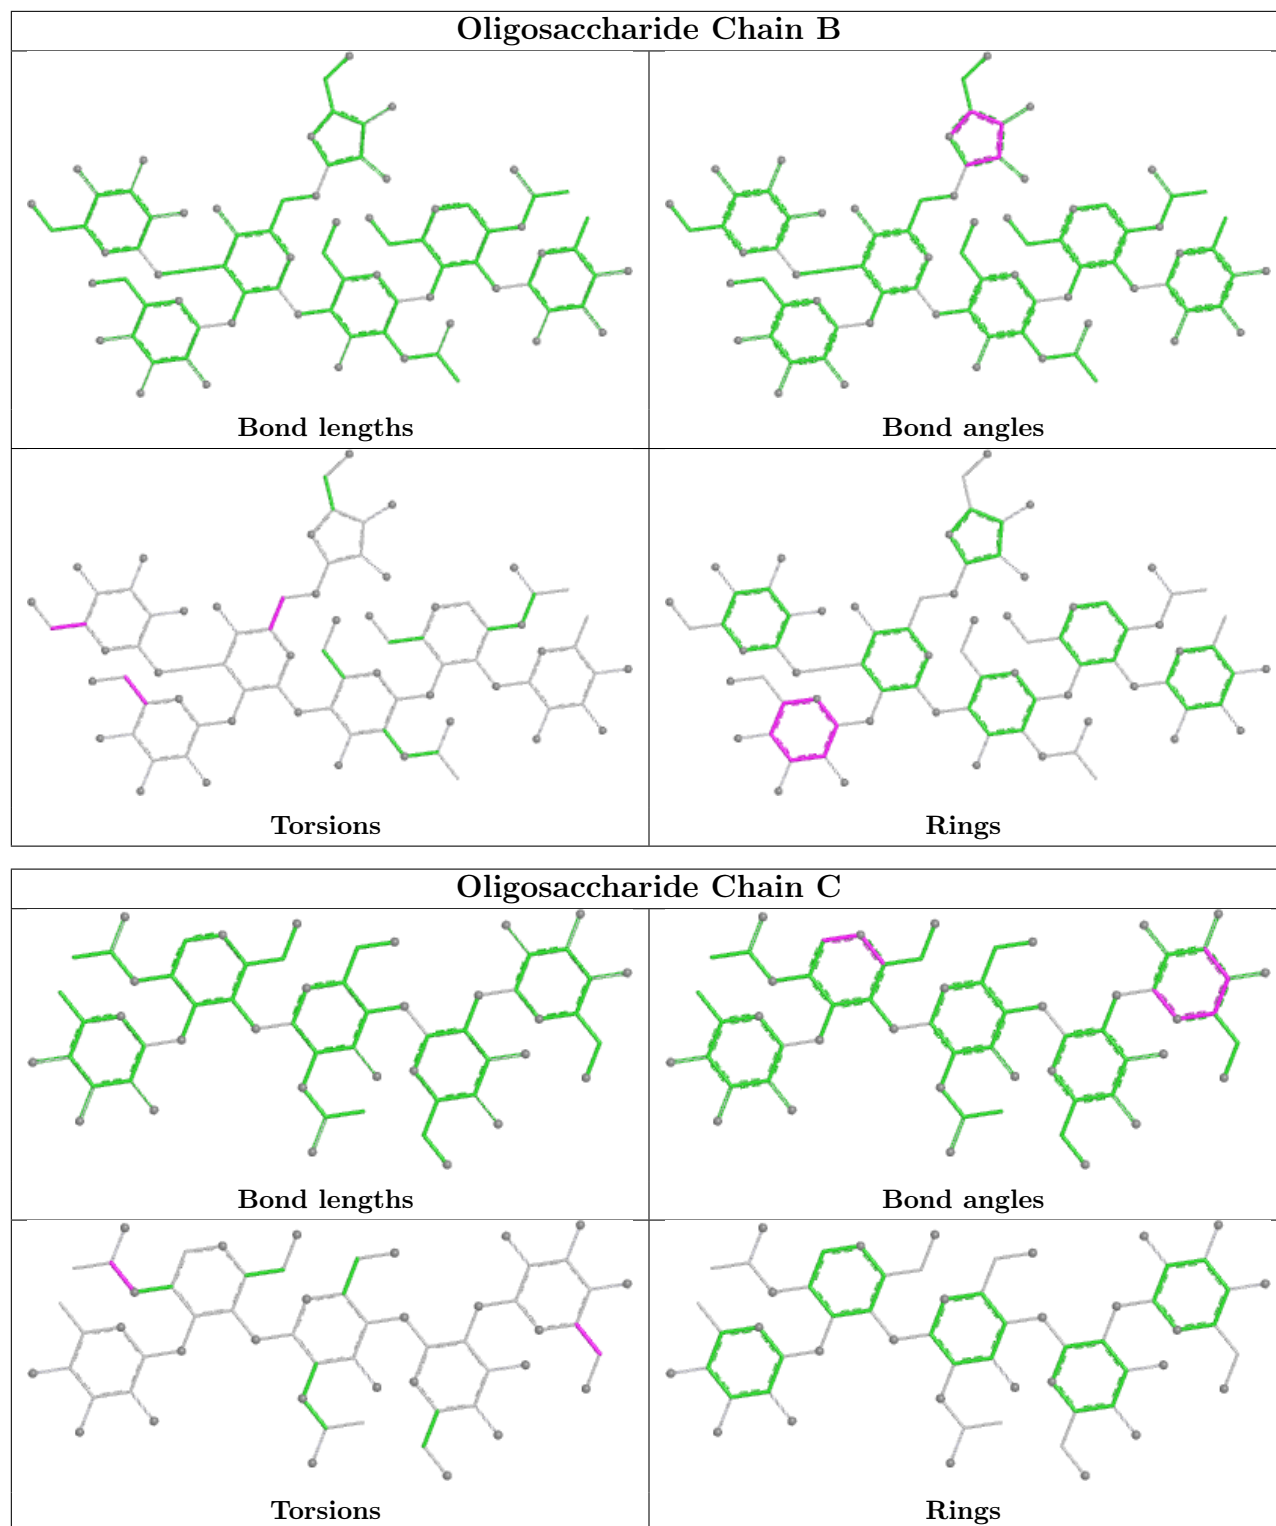 Oligosaccharide Chain B
Bond lengths
Bond angles
Torsions
Rings
Oligosaccharide Chain C
Bond lengths
Bond angles
Torsions
Rings